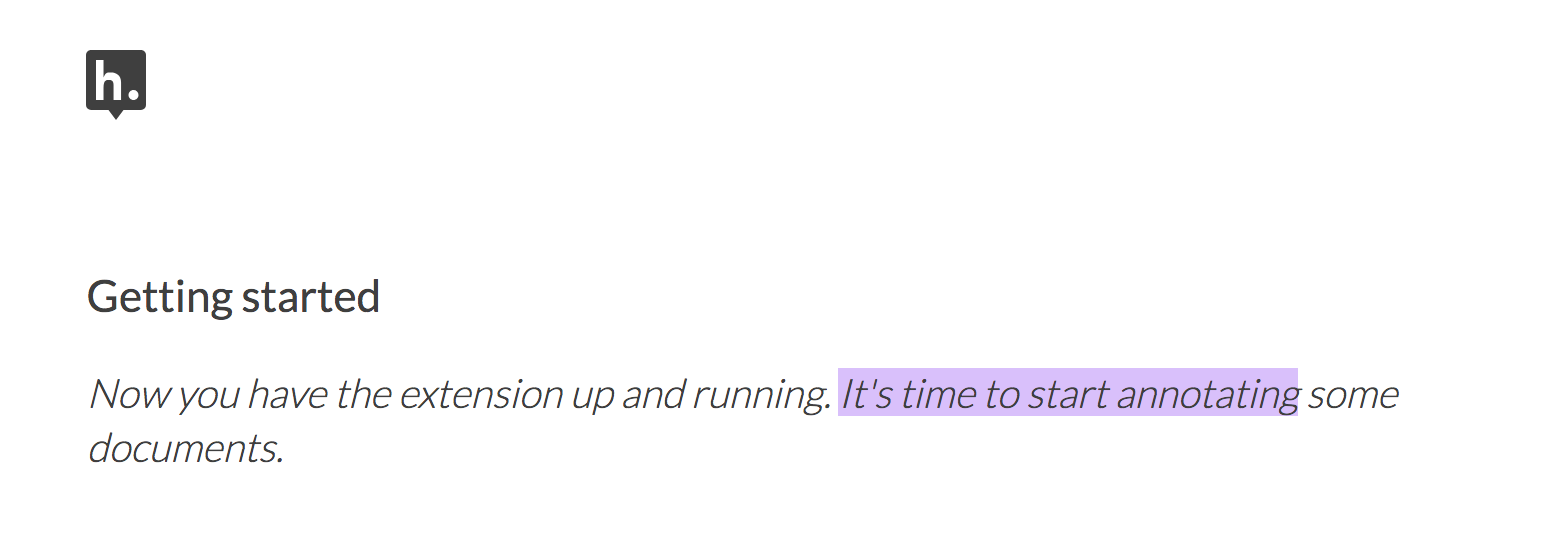 h.
Getting started
Now you have the extension up and running. It's time to start annotating some
documents.